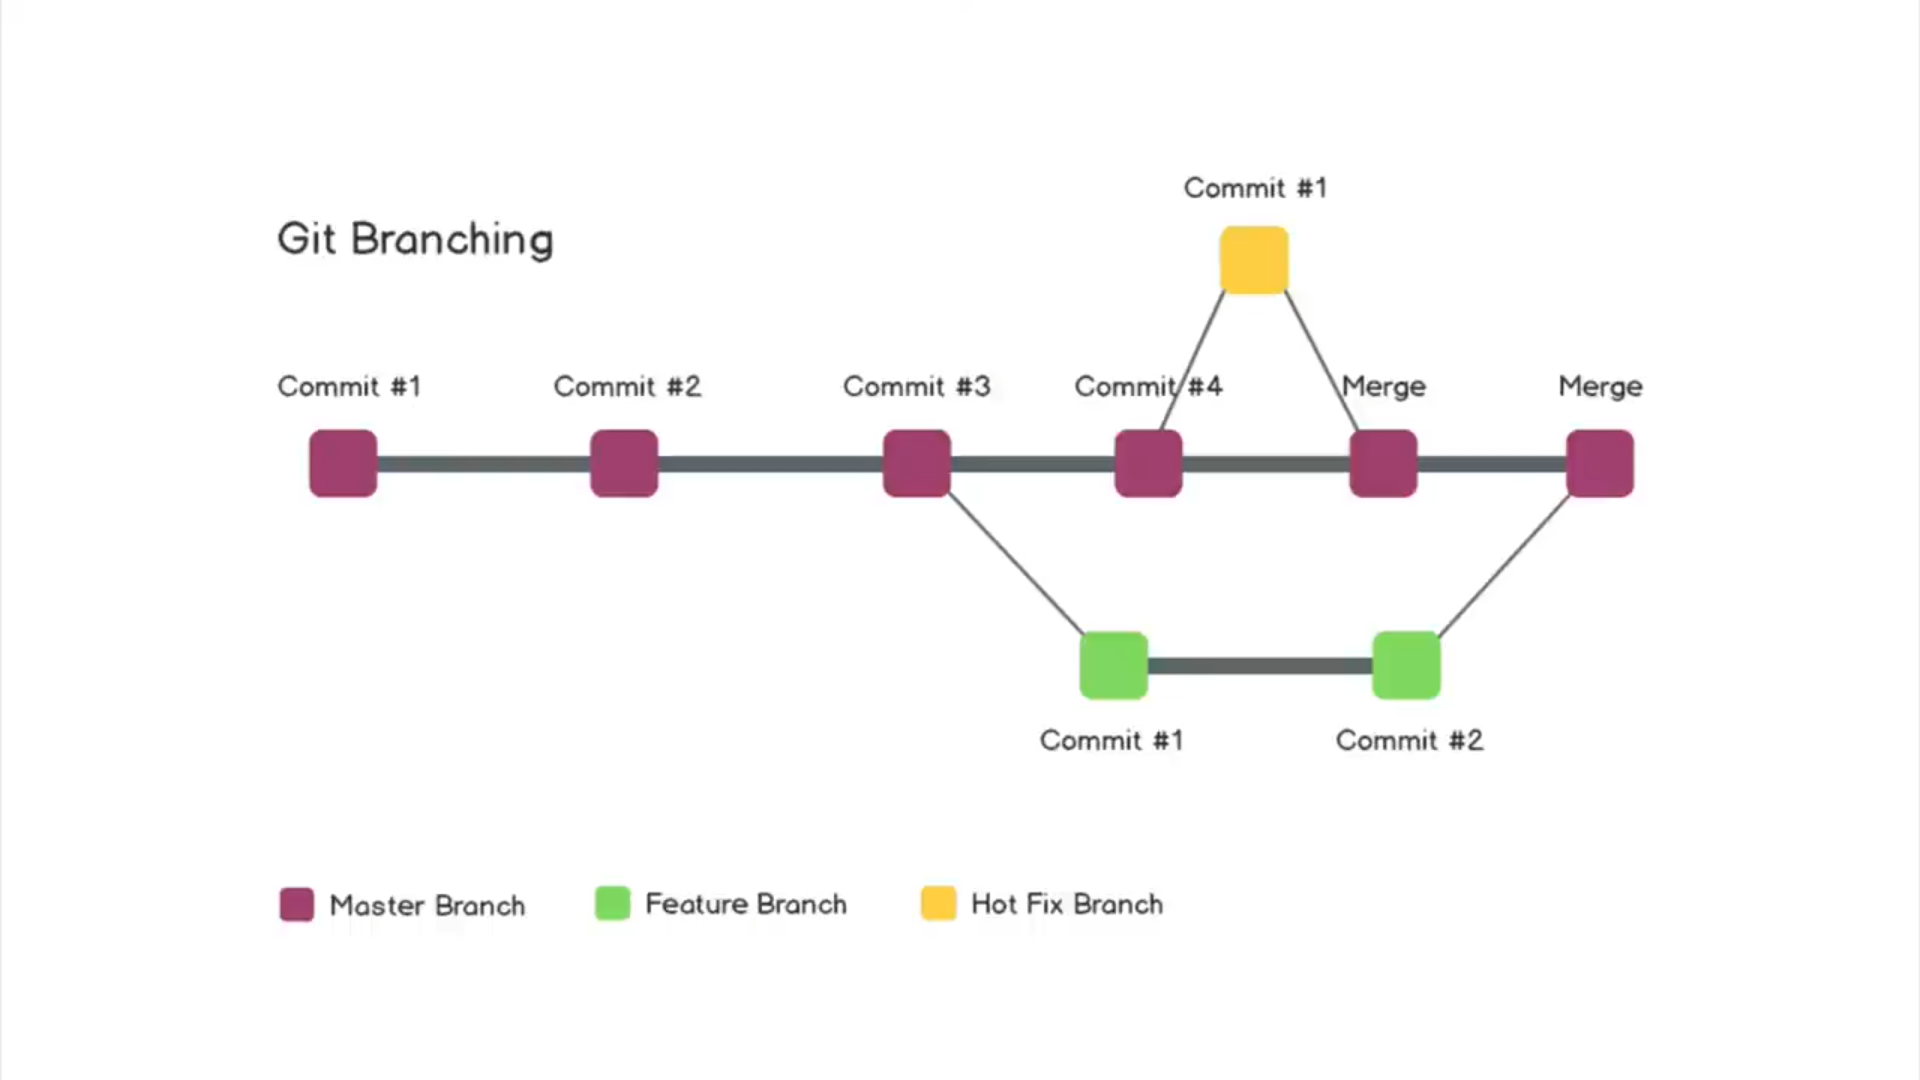 Git Branching
Commit #1
Commit #1
Commit #2
Commit #3
Commit #4
Merge
Merge
Commit #1
Commit #2
Master Branch
Feature Branch
Hot Fix Branch